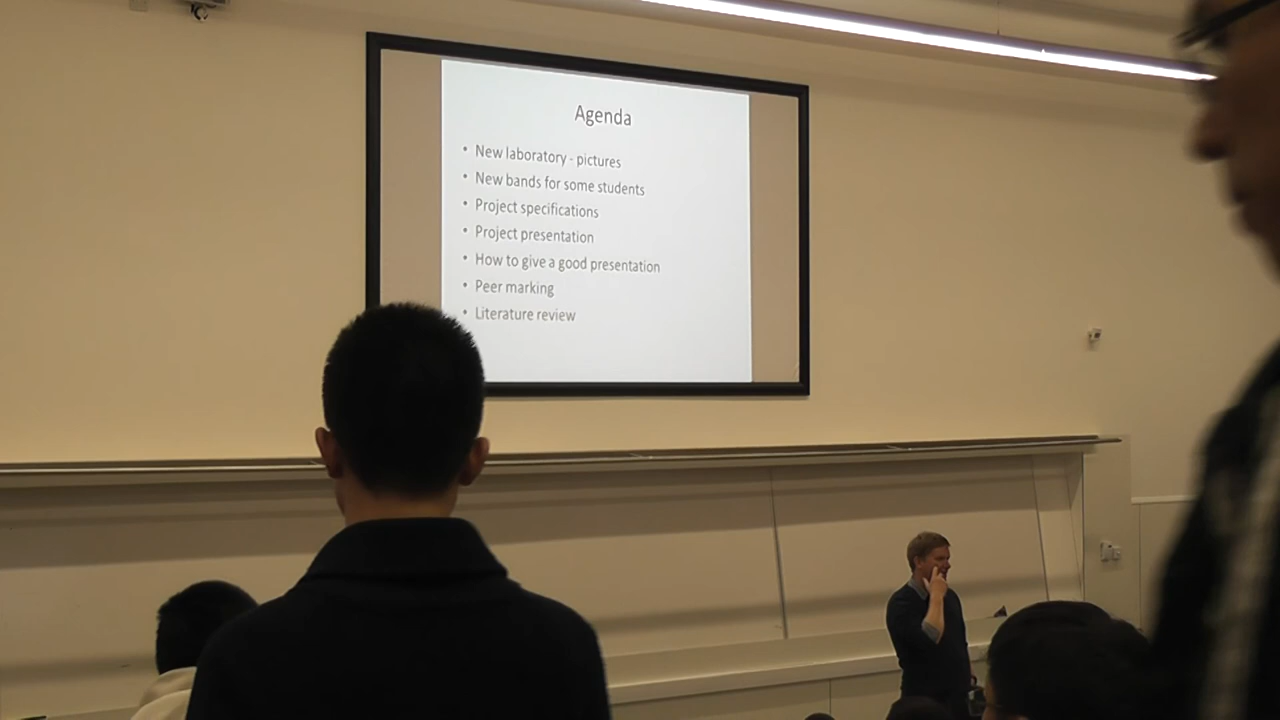 Agenda
• New laboratory - pictures
• New bands for some students
• Project specifications
• Project presentation
• How to give a good presentation
• Peer marking
• Literature review